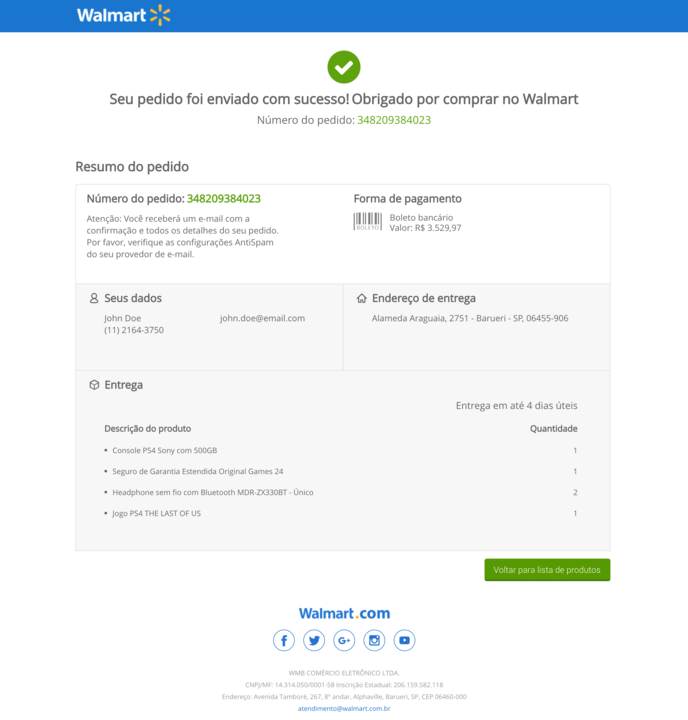 Walmart
Seu pedido foi enviado com sucesso! Obrigado por comprar no Walmart
Número do pedido: 348209384023
Resumo do pedido
Número do pedido: 348209384023
Atenção: Você receberá um e-mail com a
confirmação e todos os detalhes do seu pedido.
Por favor, verifique as configurações AntiSpam
do seu provedor de e-mail.
Forma de pagamento
BOLETO
Boleto bancário
Valor: R$ 3.529,97
Seus dados
John Doe john.doe@email.com
(11) 2164-3750
Endereço de entrega
Alameda Araguaia, 2751 - Barueri - SP, 06455-906
Entrega
Entrega em até 4 dias úteis
Descrição do produto Quantidade
• Console PS4 Sony com 500GB 1
• Seguro de Garantia Estendida Original Games 24 1
• Headphone sem fio com Bluetooth MDR-ZX330BT - Único 2
• Jogo PS4 THE LAST OF US 1
Voltar para lista de produtos
Walmart.com
f G+
WMB COMÉRCIO ELETRÔNICO LTDA.
CNPJ/MF: 14.314.050/0001-58 Inscrição Estadual: 206.159.582.118
Endereço: Avenida Tamboré, 267, 8º andar, Alphaville, Barueri, SP, CEP 06460-000
atendimento@walmart.com.br